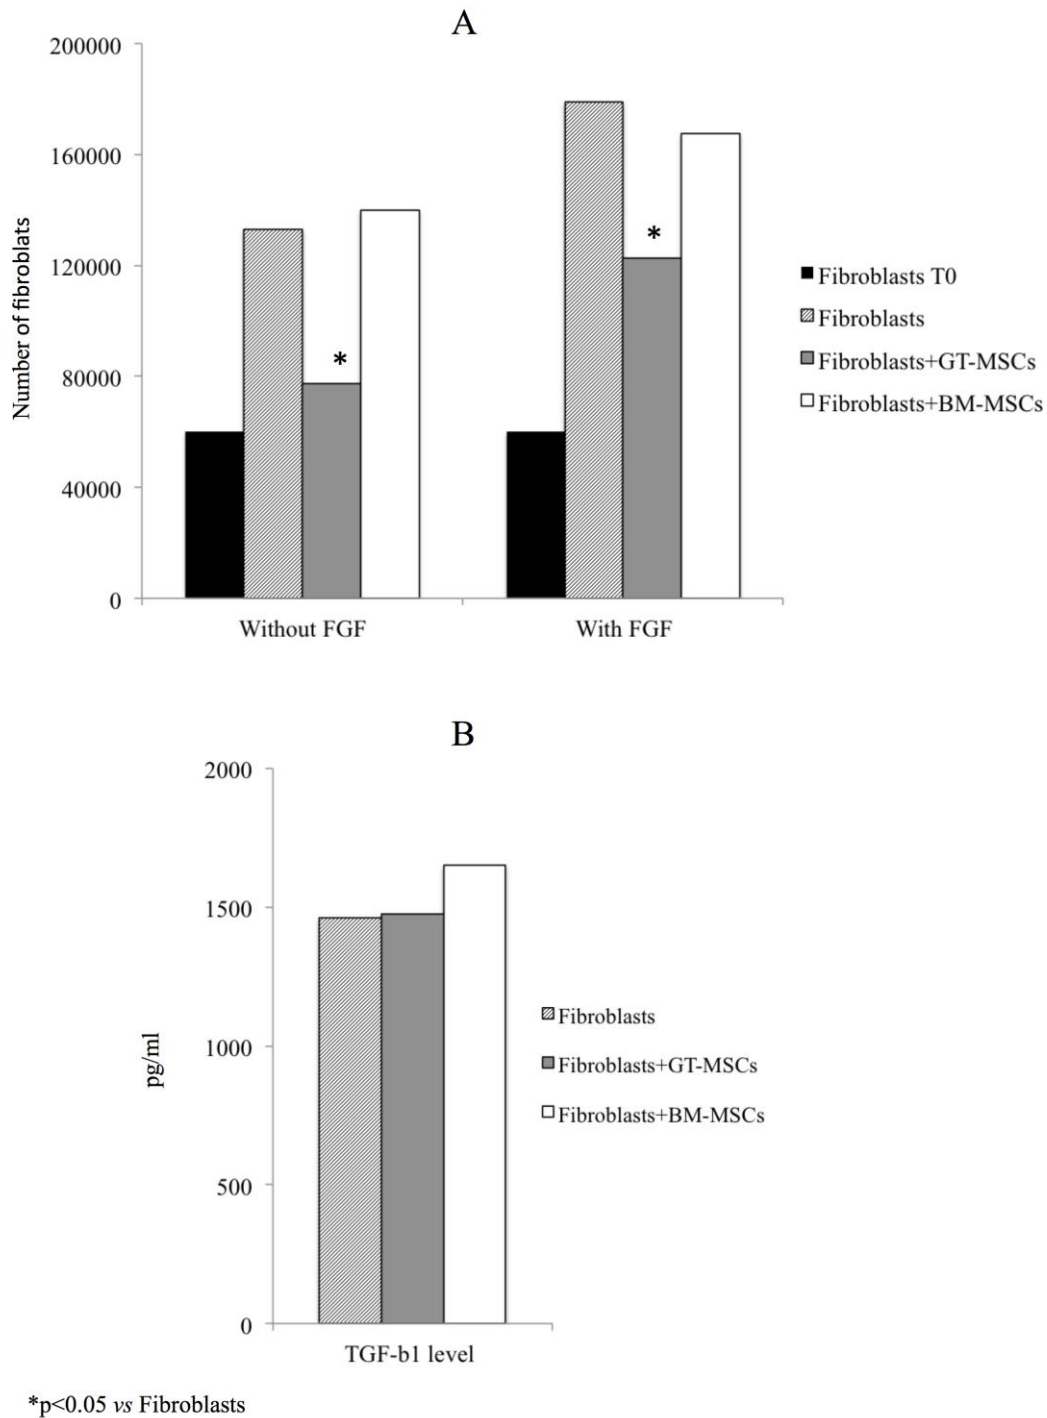 A
200000
160000
120000
80000
40000
0
Number of fibroblats
*
*
Without FGF
With FGF
Fibroblasts T0
Fibroblasts
Fibroblasts+GT-MSCs
Fibroblasts+BM-MSCs
B
2000
1500
1000
500
0
pg/ml
TGF-b1 level
Fibroblasts
Fibroblasts+GT-MSCs
Fibroblasts+BM-MSCs
*p<0.05 vs Fibroblasts